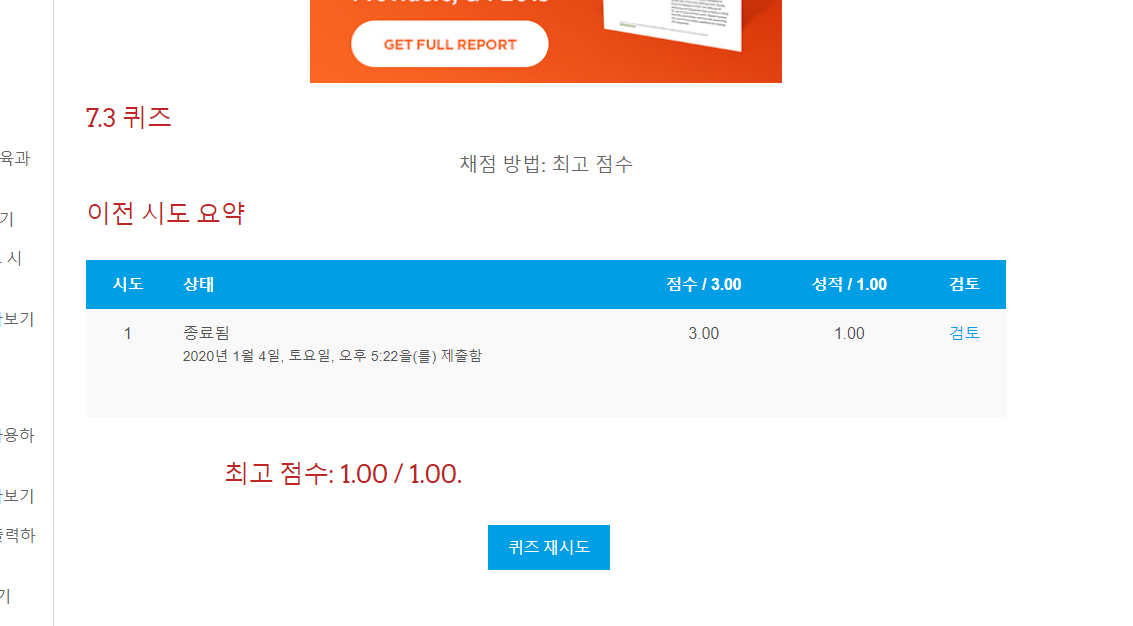 GET FULL REPORT
7.3 퀴즈
채점 방법: 최고 점수
이전 시도 요약
시도 상태 점수 / 3.00 성적 / 1.00 검토
1 종료됨 3.00 1.00 검토
2020년 1월 4일, 토요일, 오후 5:22을(를) 제출함
최고 점수: 1.00 / 1.00.
퀴즈 재시도
육과
기
시
보기
용하
보기
력하
기